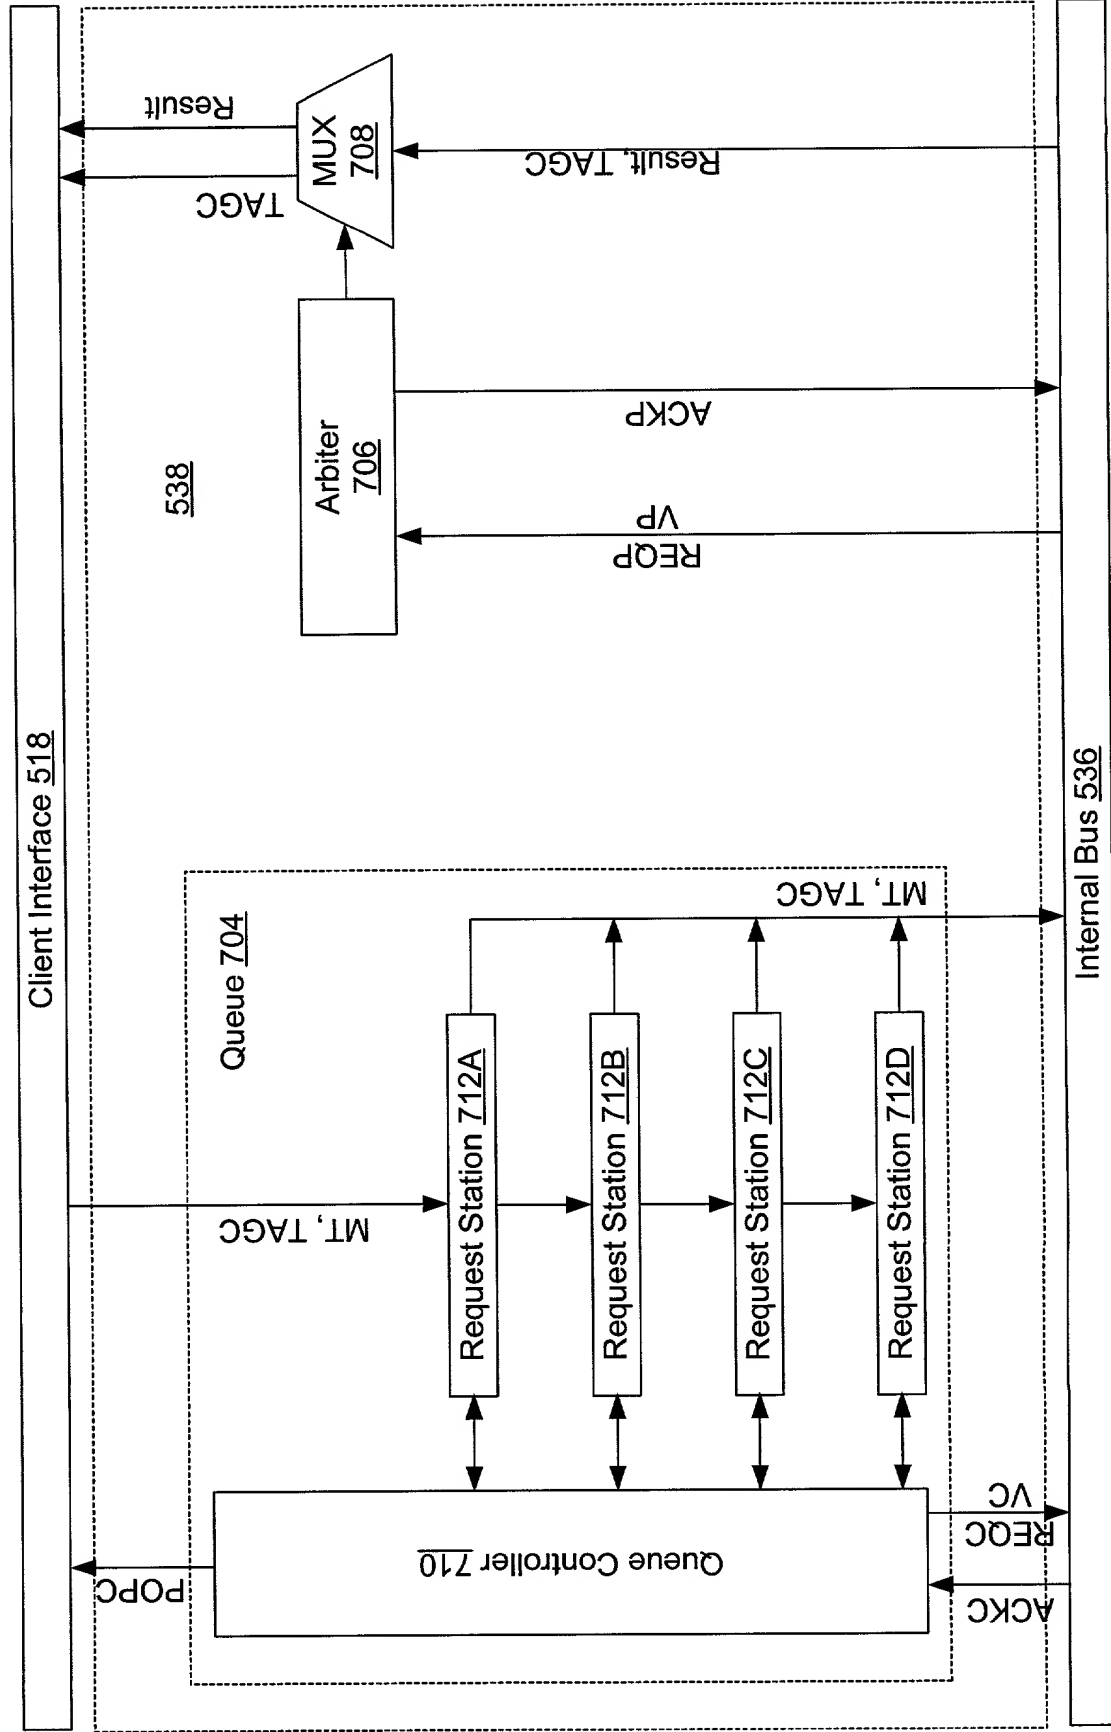 Client Interface 518
POPC
MT, TAGC
TAGC
Result
Queue 704
538
Queue Controller 710
Request Station 712A
Request Station 712B
Request Station 712C
Request Station 712D
MT, TAGC
Arbiter
706
MUX
708
ACKC
REQC
VC
REQP
VP
ACKP
Result, TAGC
Internal Bus 536